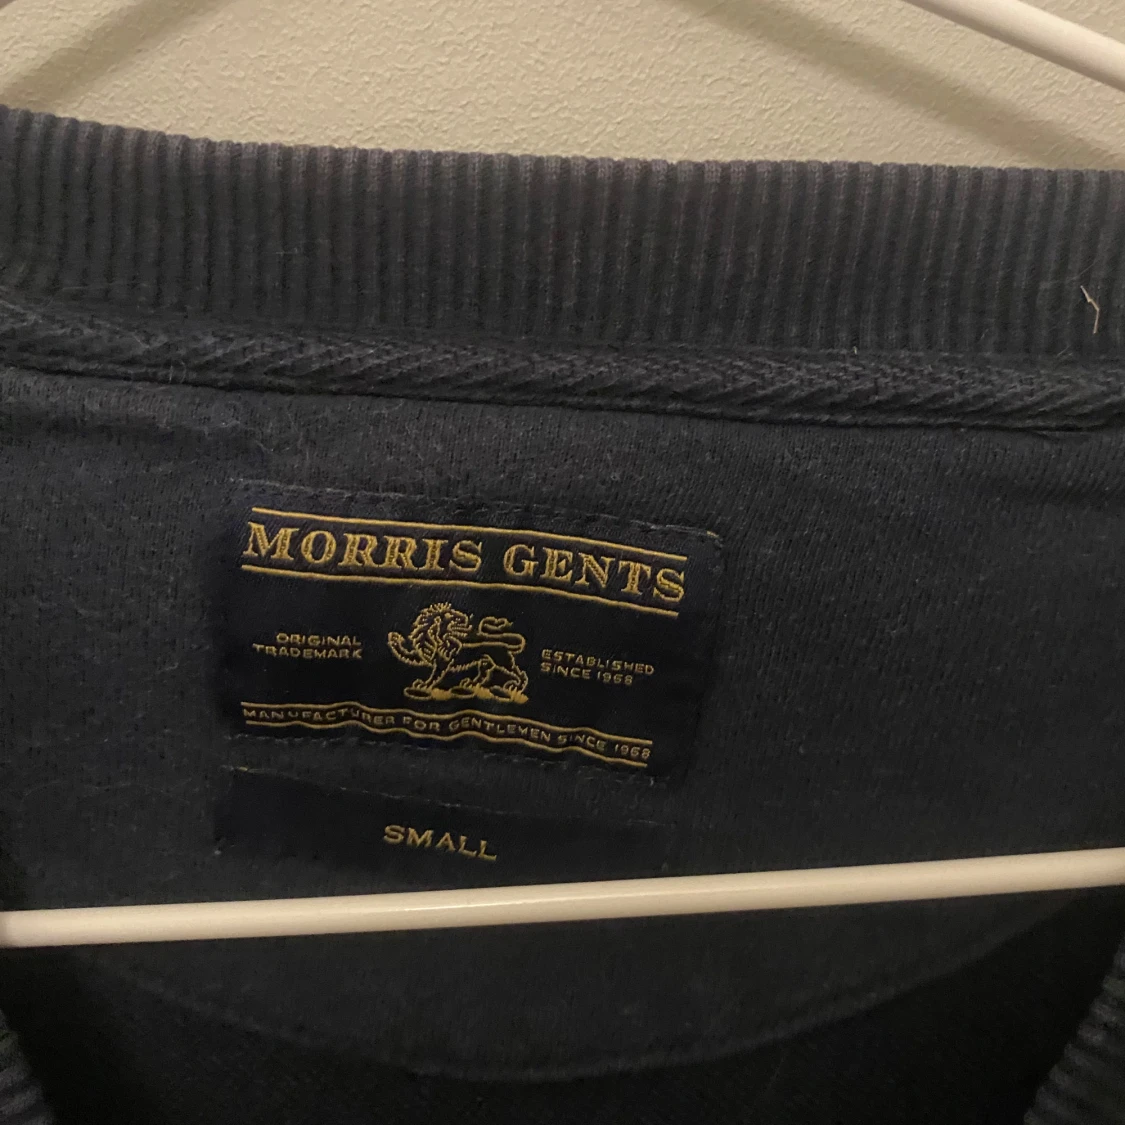 MORRIS GENTS
ORIGINAL
TRADEMARK
ESTABLISHED
SINCE 1968
MANUFACTURER FOR GENTLEMEN SINCE 1968
SMALL